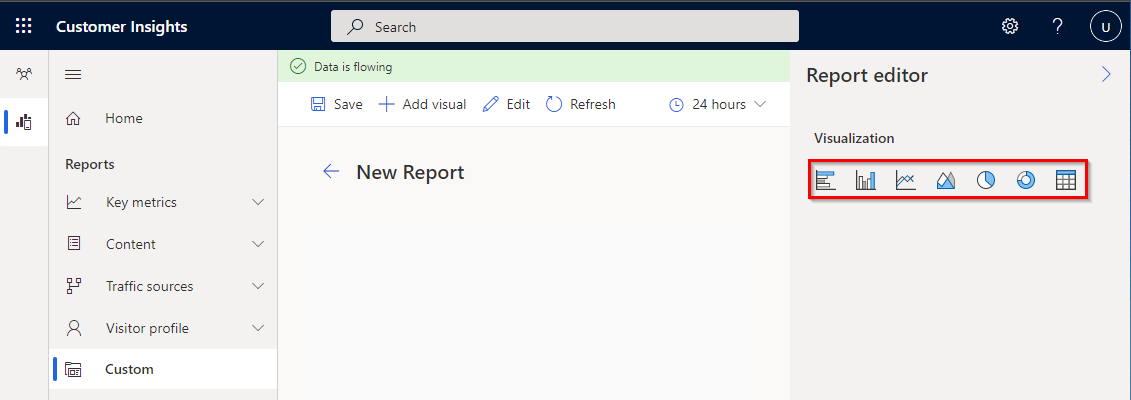 Customer Insights
Search
?
U
Home
Reports
Key metrics
Content
Traffic sources
Visitor profile
Custom
Data is flowing
Save
Add visual
Edit
Refresh
24 hours
New Report
Report editor
Visualization